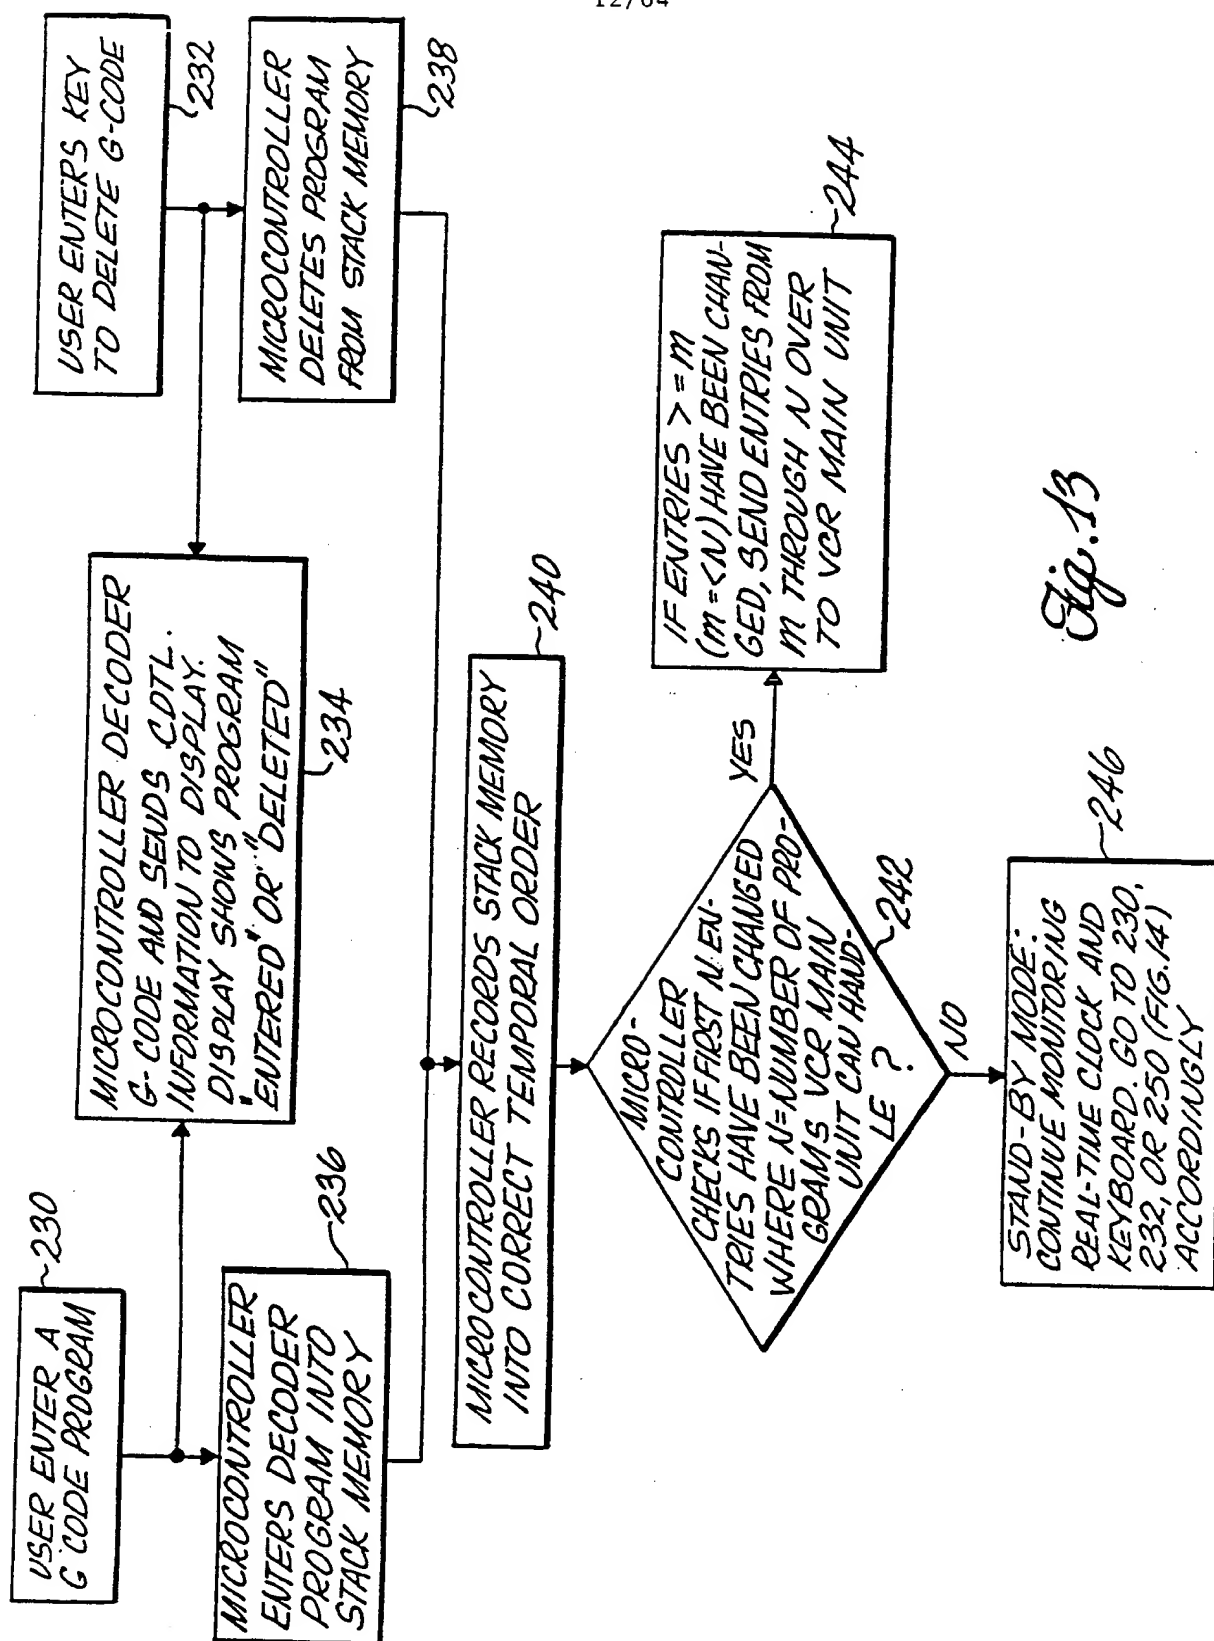 12/64
USER ENTER A
G CODE PROGRAM
230
USER ENTERS KEY
TO DELETE G-CODE
232
MICROCONTROLLER DECODER
G-CODE AND SENDS CDTL.
INFORMATION TO DISPLAY.
DISPLAY SHOWS PROGRAM
"ENTERED" OR "DELETED"
234
MICROCONTROLLER
ENTERS DECODER
PROGRAM INTO
STACK MEMORY
236
MICROCONTROLLER
DELETES PROGRAM
FROM STACK MEMORY
238
MICROCONTROLLER RECORDS STACK MEMORY
INTO CORRECT TEMPORAL ORDER
240
MICRO-
CONTROLLER
CHECKS IF FIRST N EN-
TRIES HAVE BEEN CHANGED
WHERE N=NUMBER OF PRO-
GRAMS VCR MAIN
UNIT CAN HAND-
LE ?
242
YES
IF ENTRIES >=m
(m=<N) HAVE BEEN CHAN-
GED, SEND ENTRIES FROM
m THROUGH N OVER
TO VCR MAIN UNIT
244
NO
STAND-BY MODE:
CONTINUE MONITORING
REAL-TIME CLOCK AND
KEYBOARD. GO TO 230,
232, OR 250 (FIG.14)
ACCORDINGLY
246
Fig.13